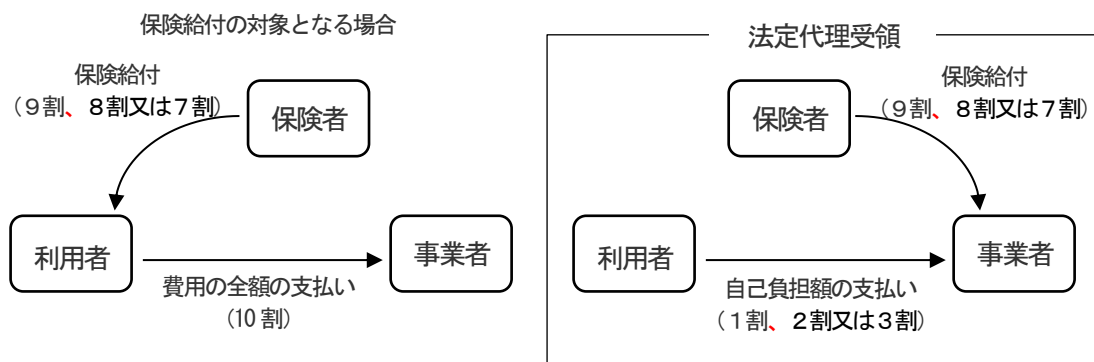 保険給付の対象となる場合
保険給付
（９割、８割又は７割）
保険者
利用者
事業者
費用の全額の支払い
（10 割）
法定代理受領
保険給付
（９割、８割又は７割）
保険者
利用者
事業者
自己負担額の支払い
（１割、２割又は３割）